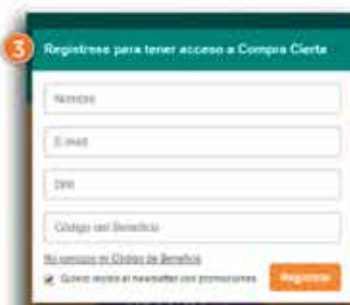 3
Regístrese para tener acceso a Compra Cierta
Nombre
E-mail
DNI
Código del Beneficio
No conozco mi Código de Beneficio
Quiero recibir el newsletter con promociones
Registrar